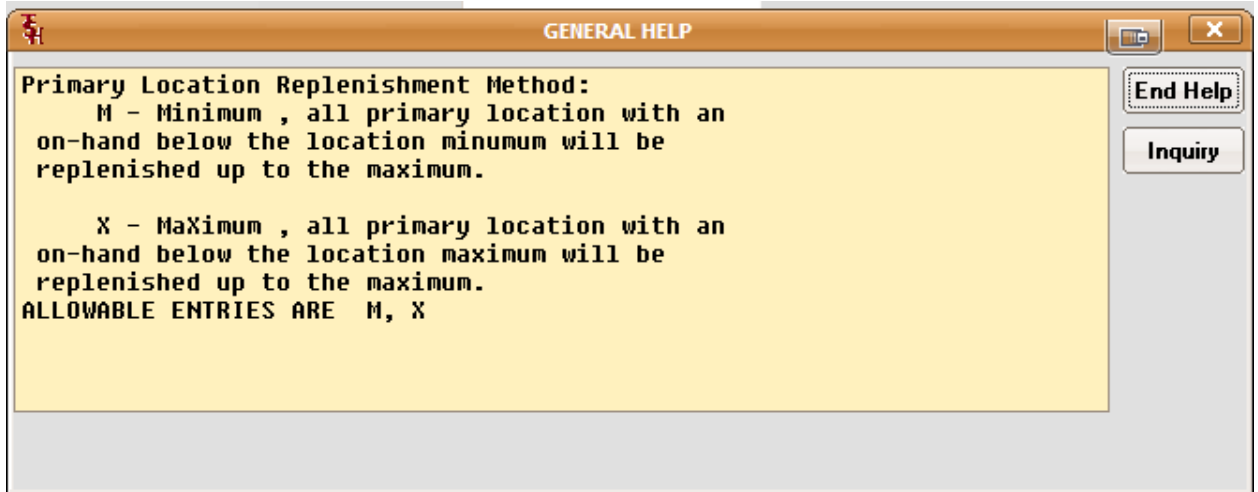 GENERAL HELP
Primary Location Replenishment Method:
M - Minimum , all primary location with an
on-hand below the location minumum will be
replenished up to the maximum.
X - MaXimum , all primary location with an
on-hand below the location maximum will be
replenished up to the maximum.
ALLOWABLE ENTRIES ARE M, X
End Help
Inquiry